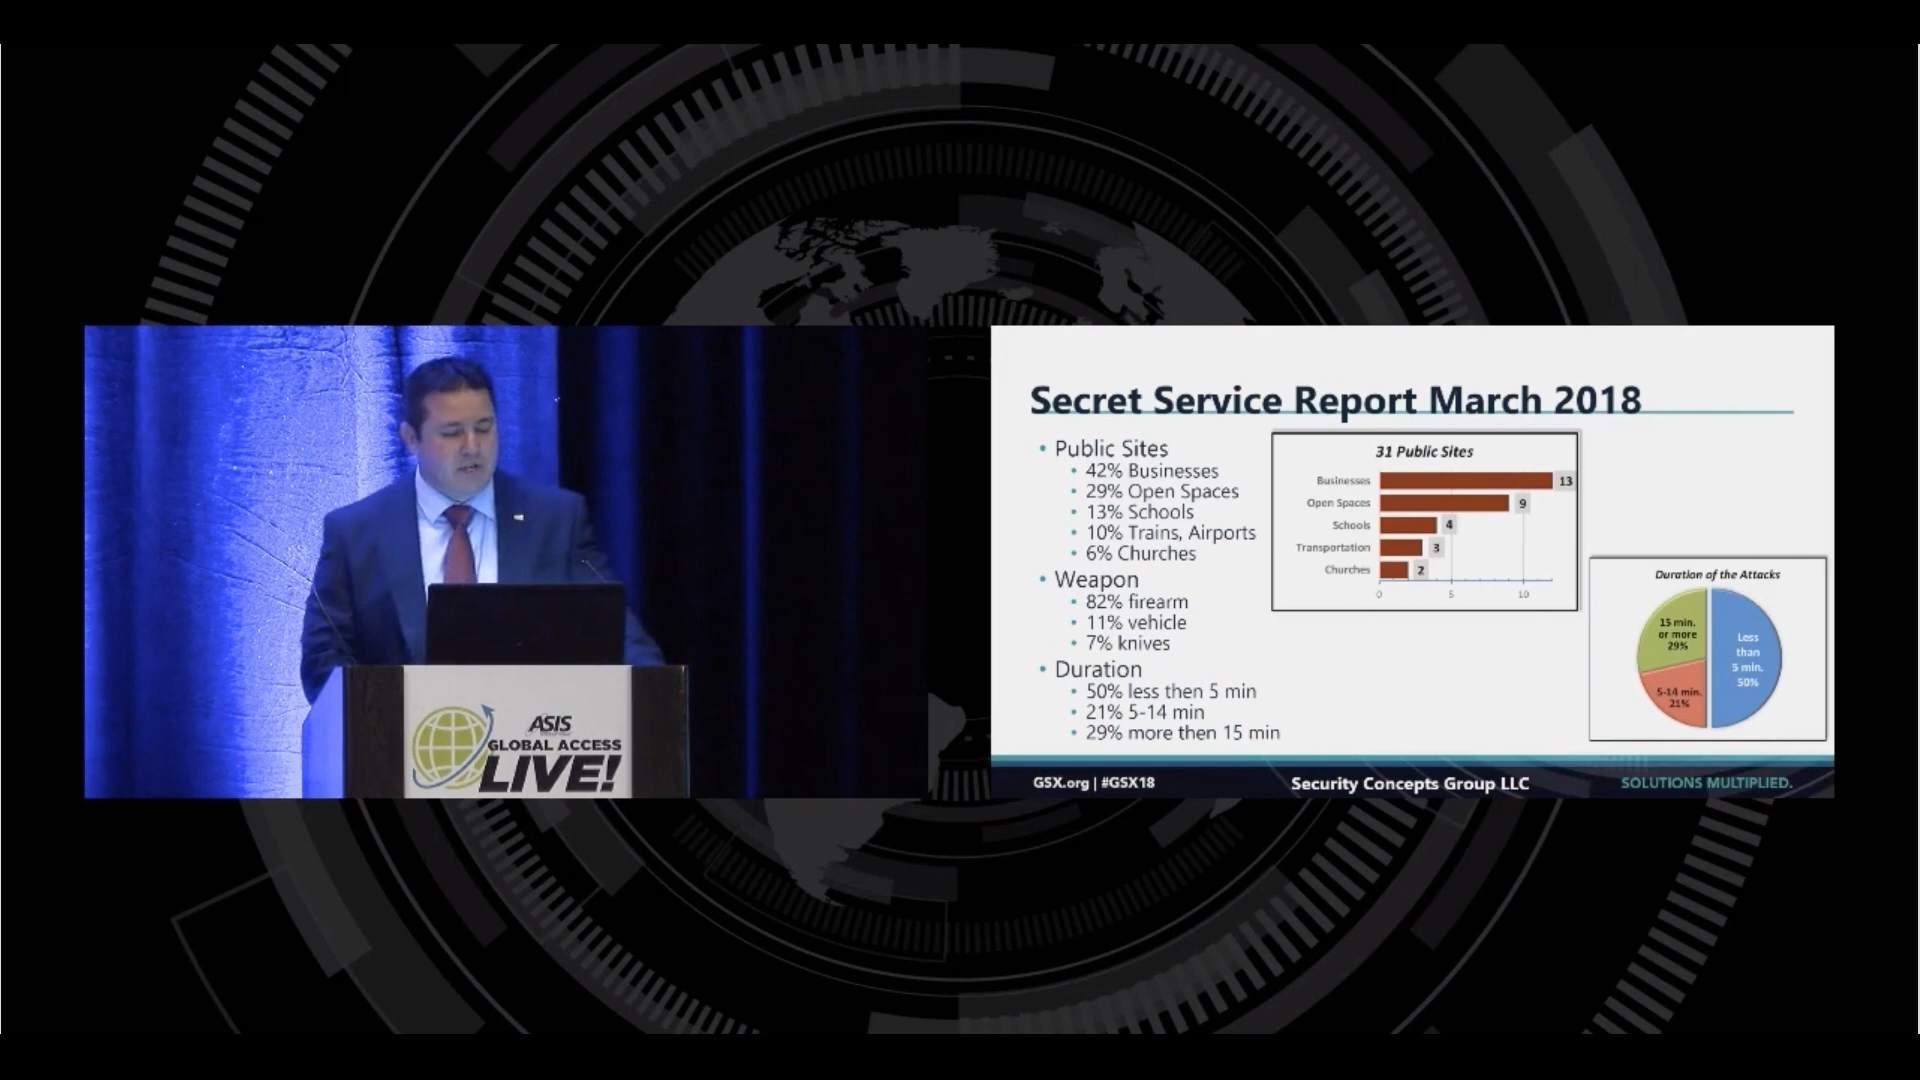 ASIS
GLOBAL ACCESS
LIVE!
Secret Service Report March 2018
• Public Sites
• 42% Businesses
• 29% Open Spaces
• 13% Schools
• 10% Trains, Airports
• 6% Churches
• Weapon
• 82% firearm
• 11% vehicle
• 7% knives
• Duration
• 50% less then 5 min
• 21% 5-14 min
• 29% more then 15 min
31 Public Sites
Businesses 13
Open Spaces 9
Schools 4
Transportation 3
Churches 2
0 5 10
Duration of the Attacks
15 min.
or more
29%
Less
than
5 min.
50%
5-14 min.
21%
GSX.org | #GSX18 Security Concepts Group LLC SOLUTIONS MULTIPLIED.